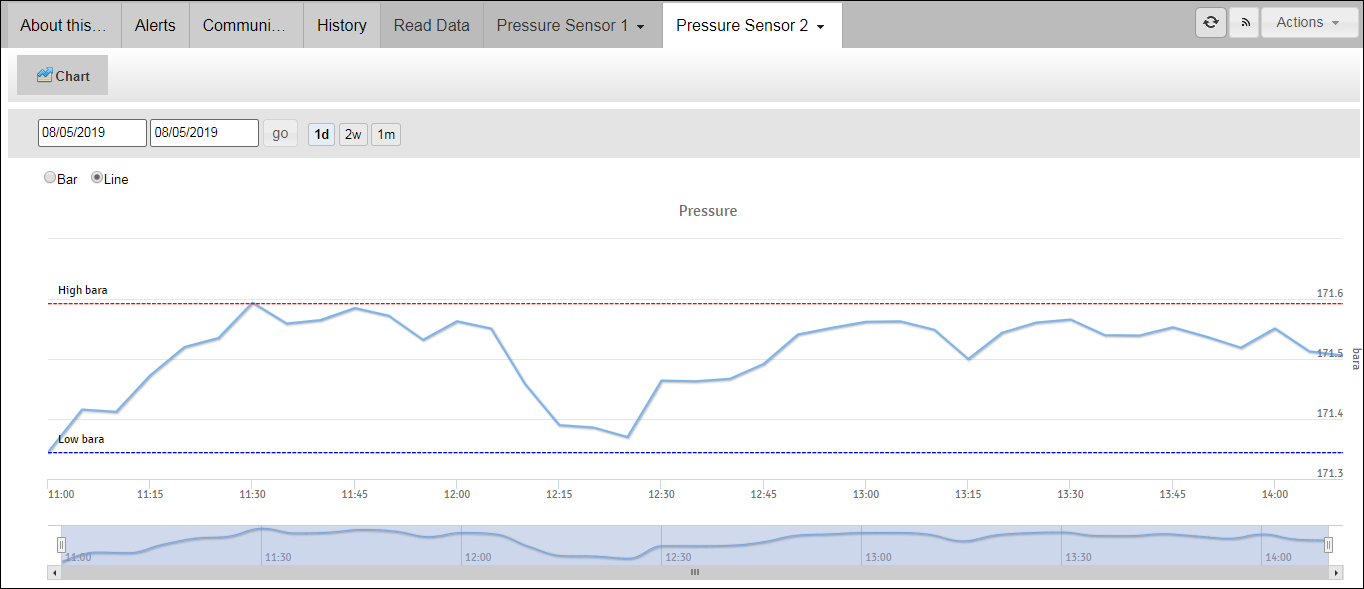 About this… Alerts Communi… History Read Data Pressure Sensor 1 Pressure Sensor 2 Actions
Chart
08/05/2019 08/05/2019 go 1d 2w 1m
Bar Line
Pressure
High bara
171.6
171.5
bara
171.4
Low bara
171.3
11:00 11:15 11:30 11:45 12:00 12:15 12:30 12:45 13:00 13:15 13:30 13:45 14:00
11:00 11:30 12:00 12:30 13:00 13:30 14:00